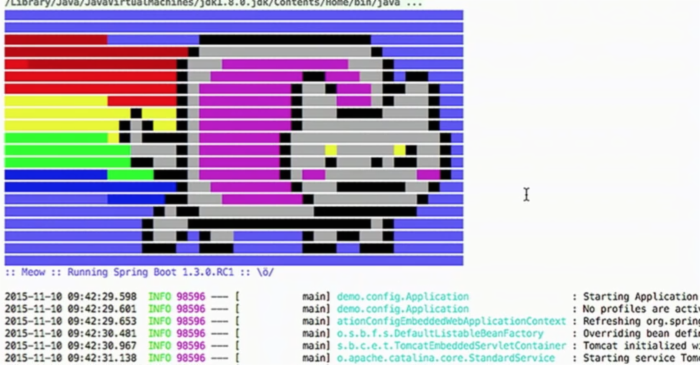 /Library/Java/JavaVirtualMachines/jdk1.8.0.jdk/Contents/Home/bin/java ...
:: Meow :: Running Spring Boot 1.3.0.RC1 :: \ö/
2015-11-10 09:42:29.598 INFO 98596 --- [ main] demo.config.Application : Starting Application
2015-11-10 09:42:29.601 INFO 98596 --- [ main] demo.config.Application : No profiles are
2015-11-10 09:42:29.653 INFO 98596 --- [ main] ationConfigEmbeddedWebApplicationContext : Refreshing org.spring
2015-11-10 09:42:30.481 INFO 98596 --- [ main] o.s.b.f.s.DefaultListableBeanFactory : Overriding bean
2015-11-10 09:42:30.967 INFO 98596 --- [ main] s.b.c.e.t.TomcatEmbeddedServletContainer : Tomcat initialized
2015-11-10 09:42:31.138 INFO 98596 --- [ main] o.apache.catalina.core.StandardService : Starting service